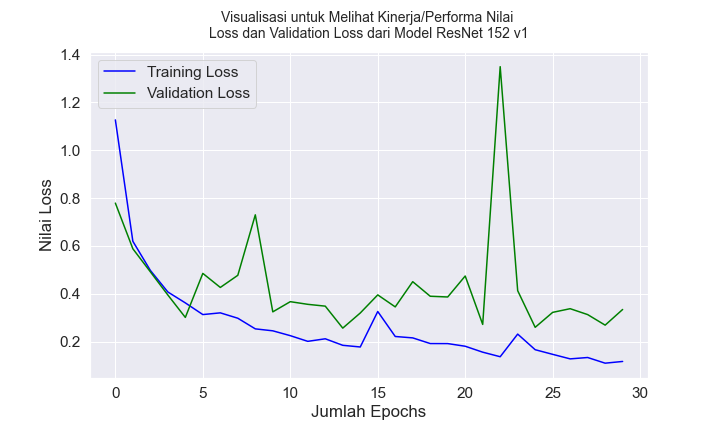 Visualisasi untuk Melihat Kinerja/Performa Nilai
Loss dan Validation Loss dari Model ResNet 152 v1
Training Loss
Validation Loss
Nilai Loss
1.4
1.2
1.0
0.8
0.6
0.4
0.2
0 5 10 15 20 25 30
Jumlah Epochs